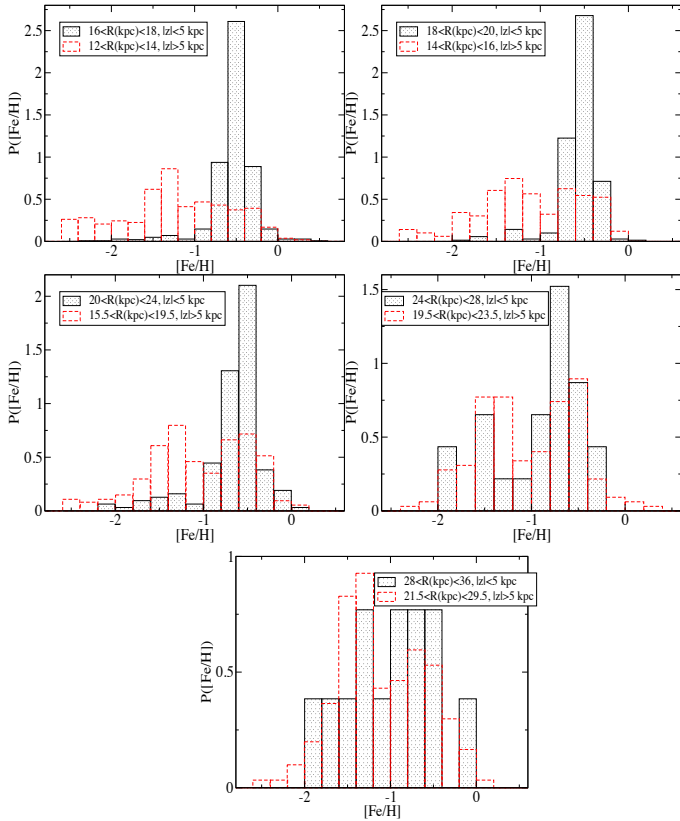 16<R(kpc)<18, |z|<5 kpc
12<R(kpc)<14, |z|>5 kpc
P([Fe/H])
2.5
2
1.5
1
0.5
0
-2
-1
0
[Fe/H]
18<R(kpc)<20, |z|<5 kpc
14<R(kpc)<16, |z|>5 kpc
P([Fe/H])
2.5
2
1.5
1
0.5
0
-2
-1
0
[Fe/H]
20<R(kpc)<24, |z|<5 kpc
15.5<R(kpc)<19.5, |z|>5 kpc
P([Fe/H])
2
1.5
1
0.5
0
-2
-1
0
[Fe/H]
24<R(kpc)<28, |z|<5 kpc
19.5<R(kpc)<23.5, |z|>5 kpc
P([Fe/H])
1.5
1
0.5
0
-2
-1
0
[Fe/H]
28<R(kpc)<36, |z|<5 kpc
21.5<R(kpc)<29.5, |z|>5 kpc
P([Fe/H])
1
0.5
0
-2
-1
0
[Fe/H]